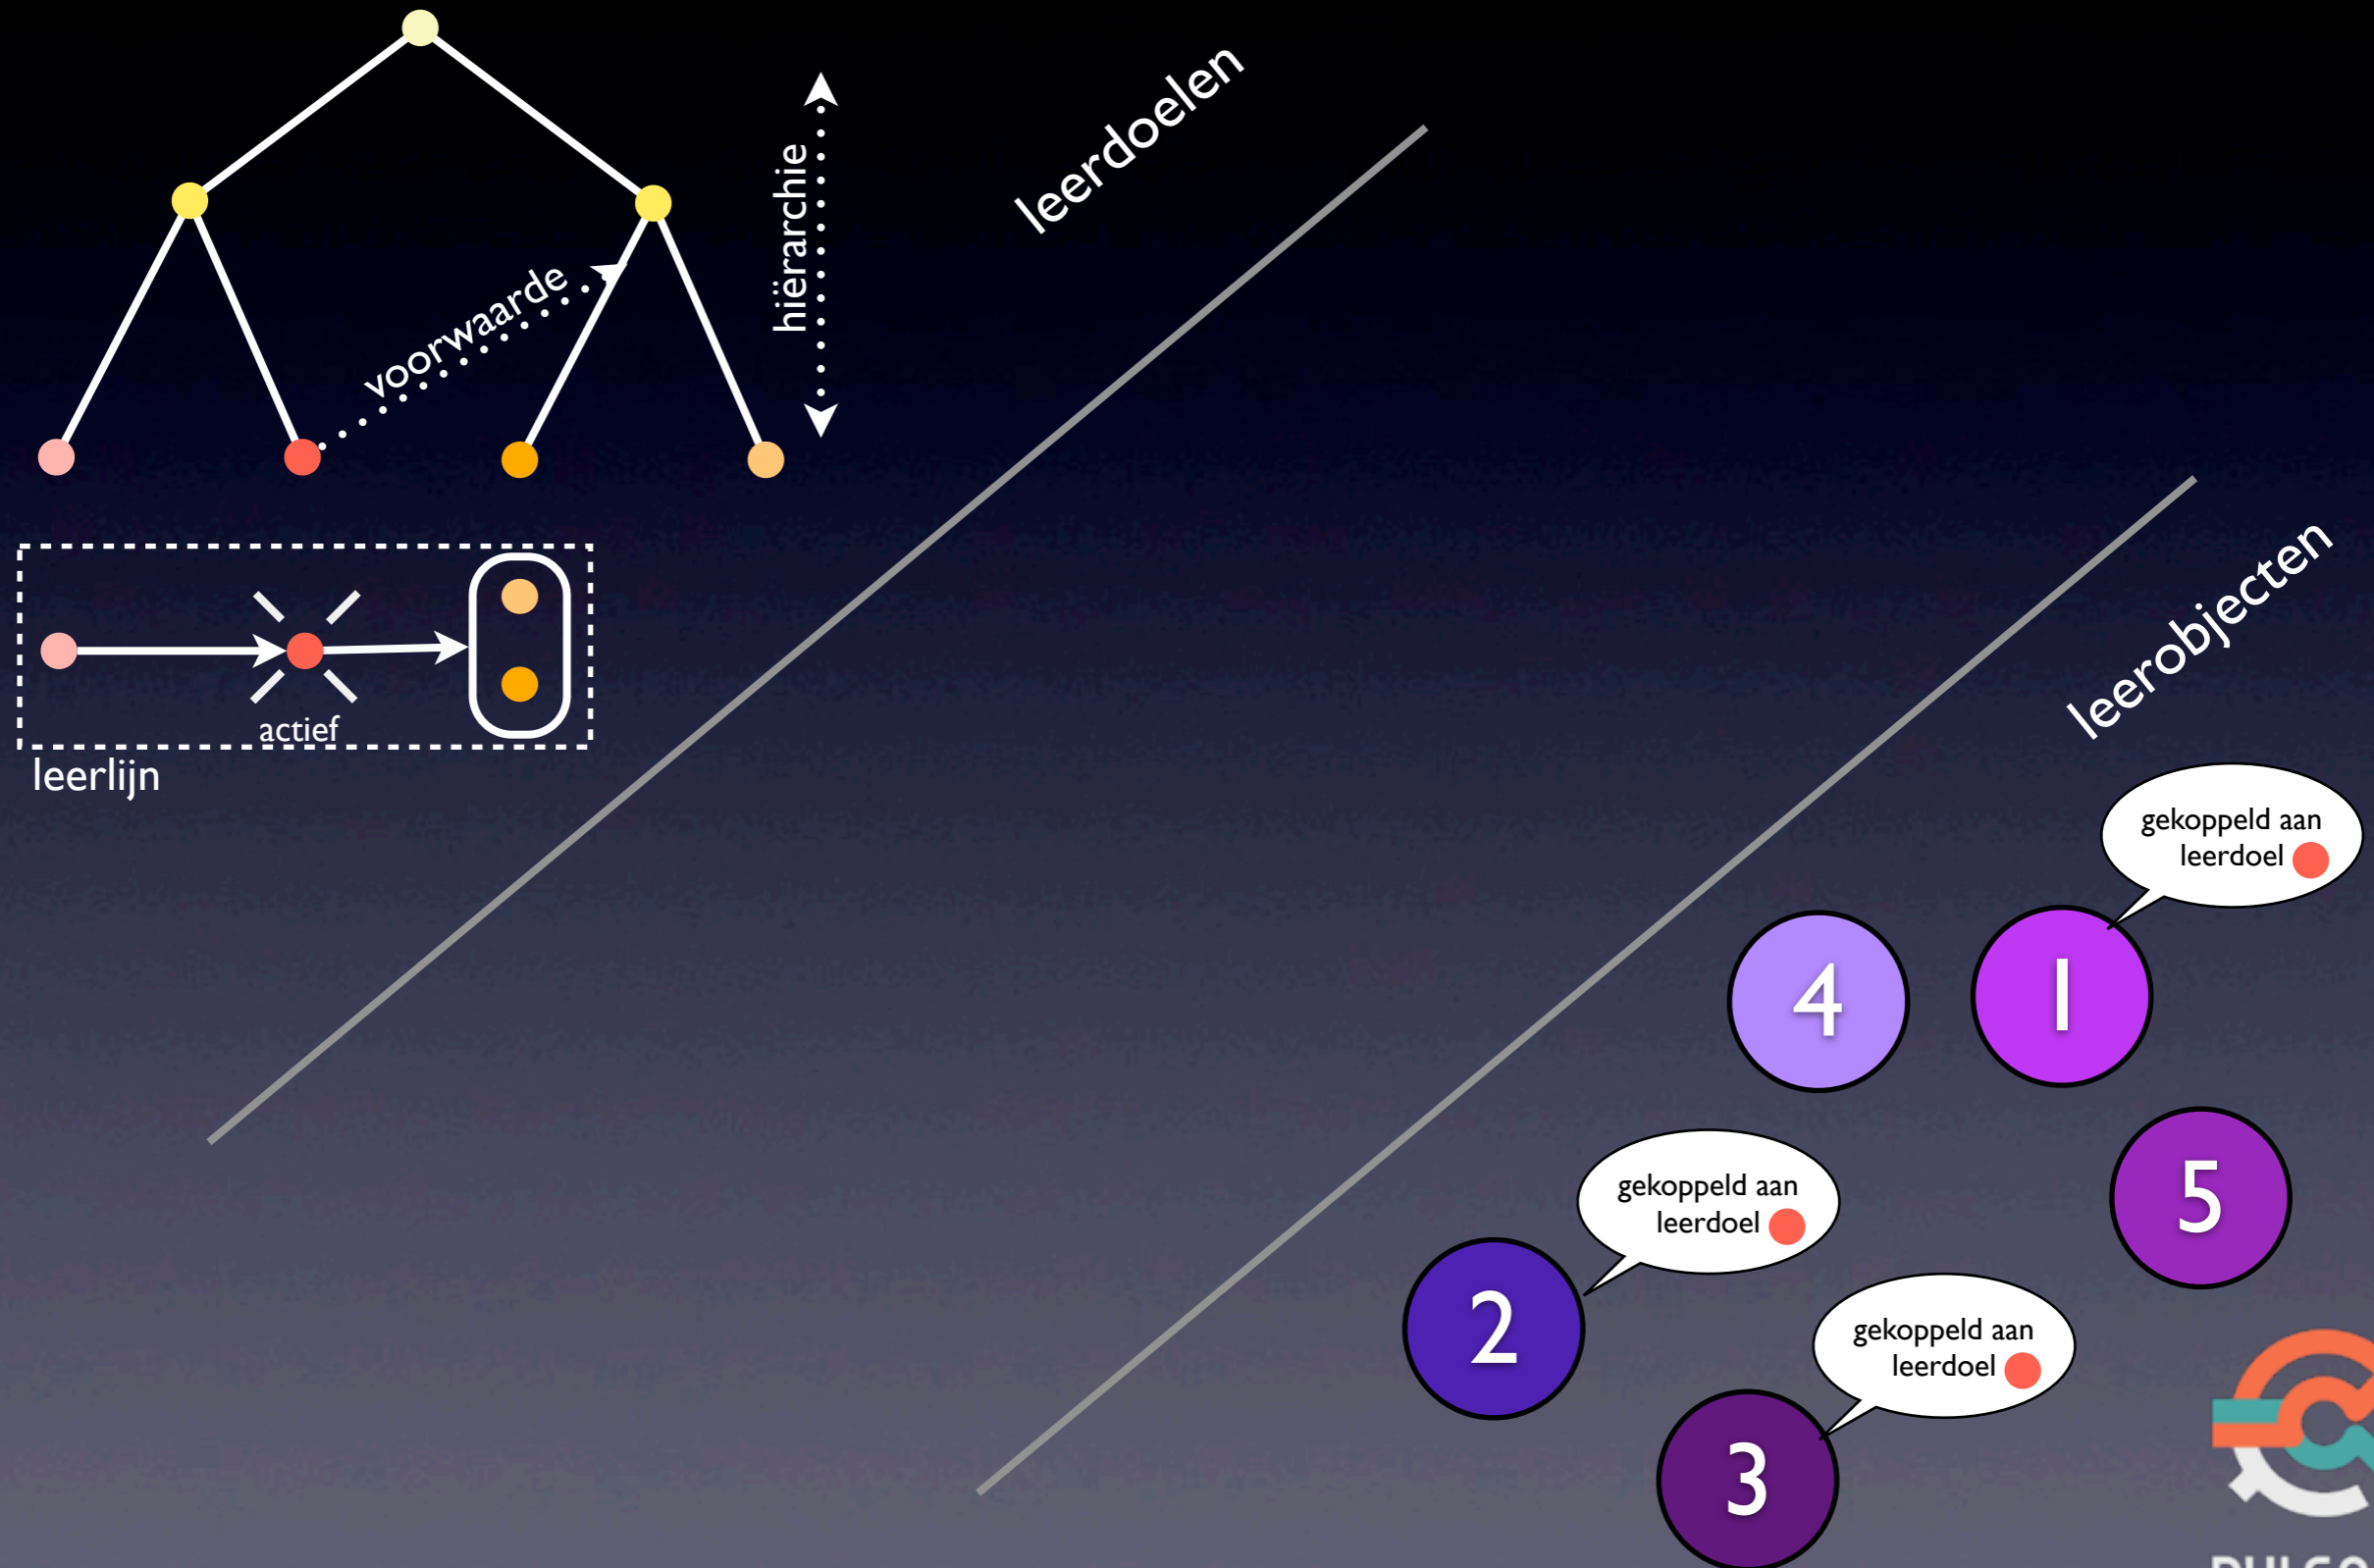 leerdoelen
hiërarchie
voorwaarde
leerobjecten
actief
leerlijn
gekoppeld aan
leerdoel
4
1
5
gekoppeld aan
leerdoel
2
gekoppeld aan
leerdoel
3